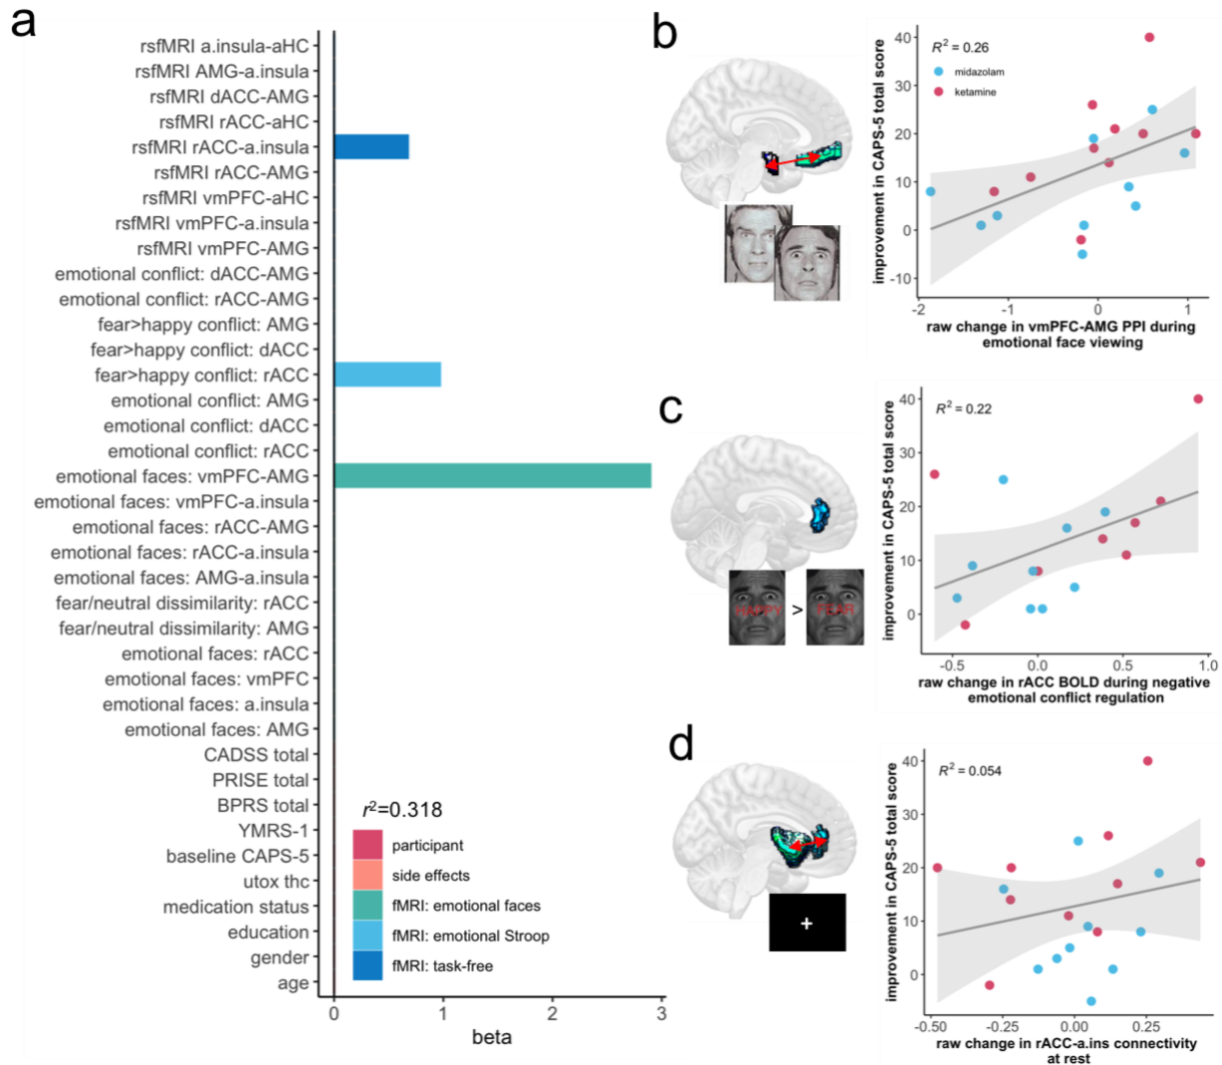 a
rsfMRI a.insula-aHC
rsfMRI AMG-a.insula
rsfMRI dACC-AMG
rsfMRI rACC-aHC
rsfMRI rACC-a.insula
rsfMRI rACC-AMG
rsfMRI vmPFC-aHC
rsfMRI vmPFC-a.insula
rsfMRI vmPFC-AMG
emotional conflict: dACC-AMG
emotional conflict: rACC-AMG
fear>happy conflict: AMG
fear>happy conflict: dACC
fear>happy conflict: rACC
emotional conflict: AMG
emotional conflict: dACC
emotional conflict: rACC
emotional faces: vmPFC-AMG
emotional faces: vmPFC-a.insula
emotional faces: rACC-AMG
emotional faces: rACC-a.insula
emotional faces: AMG-a.insula
fear/neutral dissimilarity: rACC
fear/neutral dissimilarity: AMG
emotional faces: rACC
emotional faces: vmPFC
emotional faces: a.insula
emotional faces: AMG
CADSS total
PRISE total
BPRS total
YMRS-1
baseline CAPS-5
utox thc
medication status
education
gender
age
0 1 2 3
beta
r²=0.318
participant
side effects
fMRI: emotional faces
fMRI: emotional Stroop
fMRI: task-free
b
improvement in CAPS-5 total score
40
30
20
10
0
-10
R² = 0.26
midazolam
ketamine
-2 -1 0 1
raw change in vmPFC-AMG PPI during
emotional face viewing
c
HAPPY > FEAR
improvement in CAPS-5 total score
40
30
20
10
0
R² = 0.22
-0.5 0.0 0.5 1.0
raw change in rACC BOLD during negative
emotional conflict regulation
d
+
improvement in CAPS-5 total score
40
30
20
10
0
R² = 0.054
-0.50 -0.25 0.00 0.25
raw change in rACC-a.ins connectivity
at rest